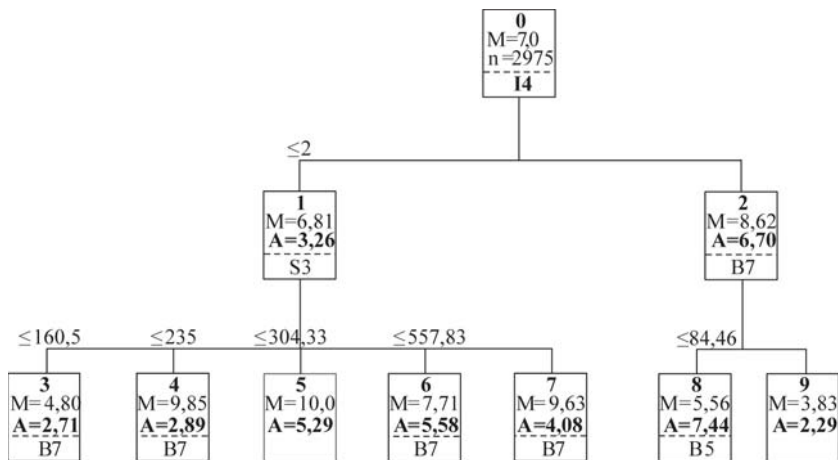 0
M=7,0
n=2975
I4
≤2
1
M=6,81
A=3,26
S3
2
M=8,62
A=6,70
B7
≤160,5
≤235
≤304,33
≤557,83
≤84,46
3
M=4,80
A=2,71
B7
4
M=9,85
A=2,89
B7
5
M=10,0
A=5,29
6
M=7,71
A=5,58
B7
7
M=9,63
A=4,08
B7
8
M=5,56
A=7,44
B5
9
M=3,83
A=2,29